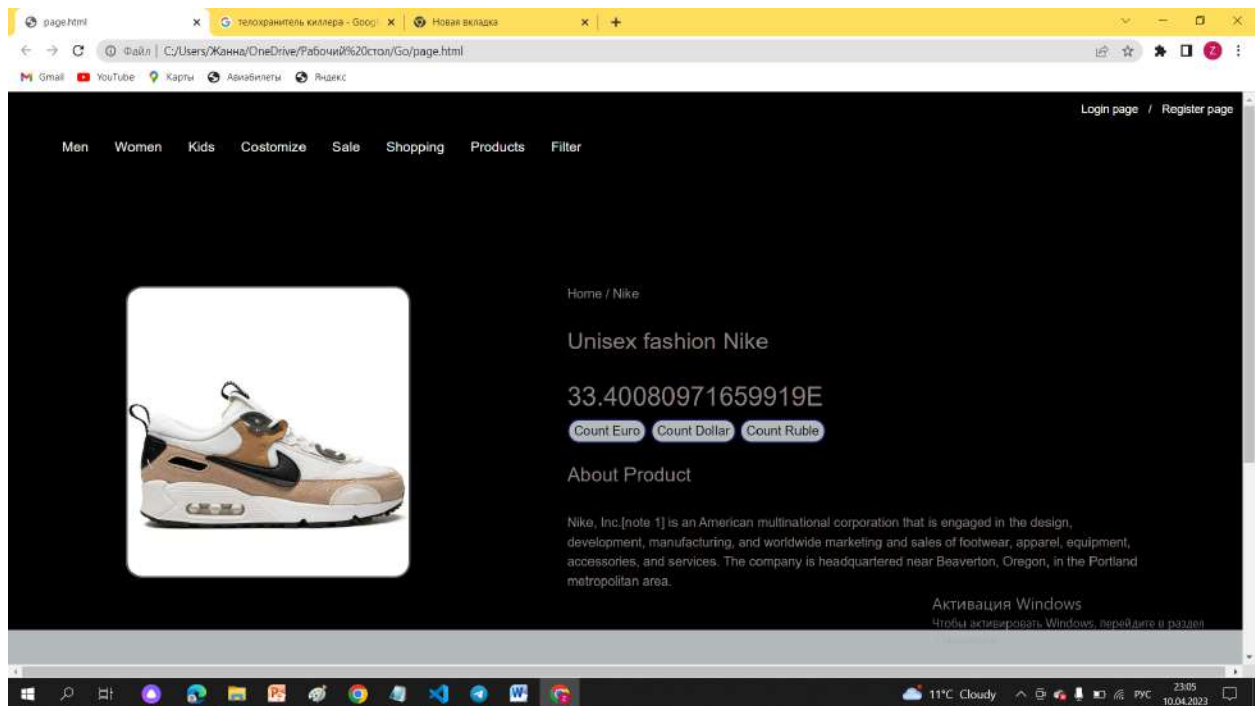 page.html
телохранитель киллера - Googl
Новая вкладка
Файл | C:/Users/Жанна/OneDrive/Рабочий%20стол/Go/page.html
Gmail YouTube Карты Авиабилеты Яндекс
Login page / Register page
Men Women Kids Costomize Sale Shopping Products Filter
Home / Nike
Unisex fashion Nike
33.40080971659919E
Count Euro Count Dollar Count Ruble
About Product
Nike, Inc.[note 1] is an American multinational corporation that is engaged in the design,
development, manufacturing, and worldwide marketing and sales of footwear, apparel, equipment,
accessories, and services. The company is headquartered near Beaverton, Oregon, in the Portland
metropolitan area.
Активация Windows
Чтобы активировать Windows, перейдите в раздел
11°C Cloudy РУС 23:05
10.04.2023